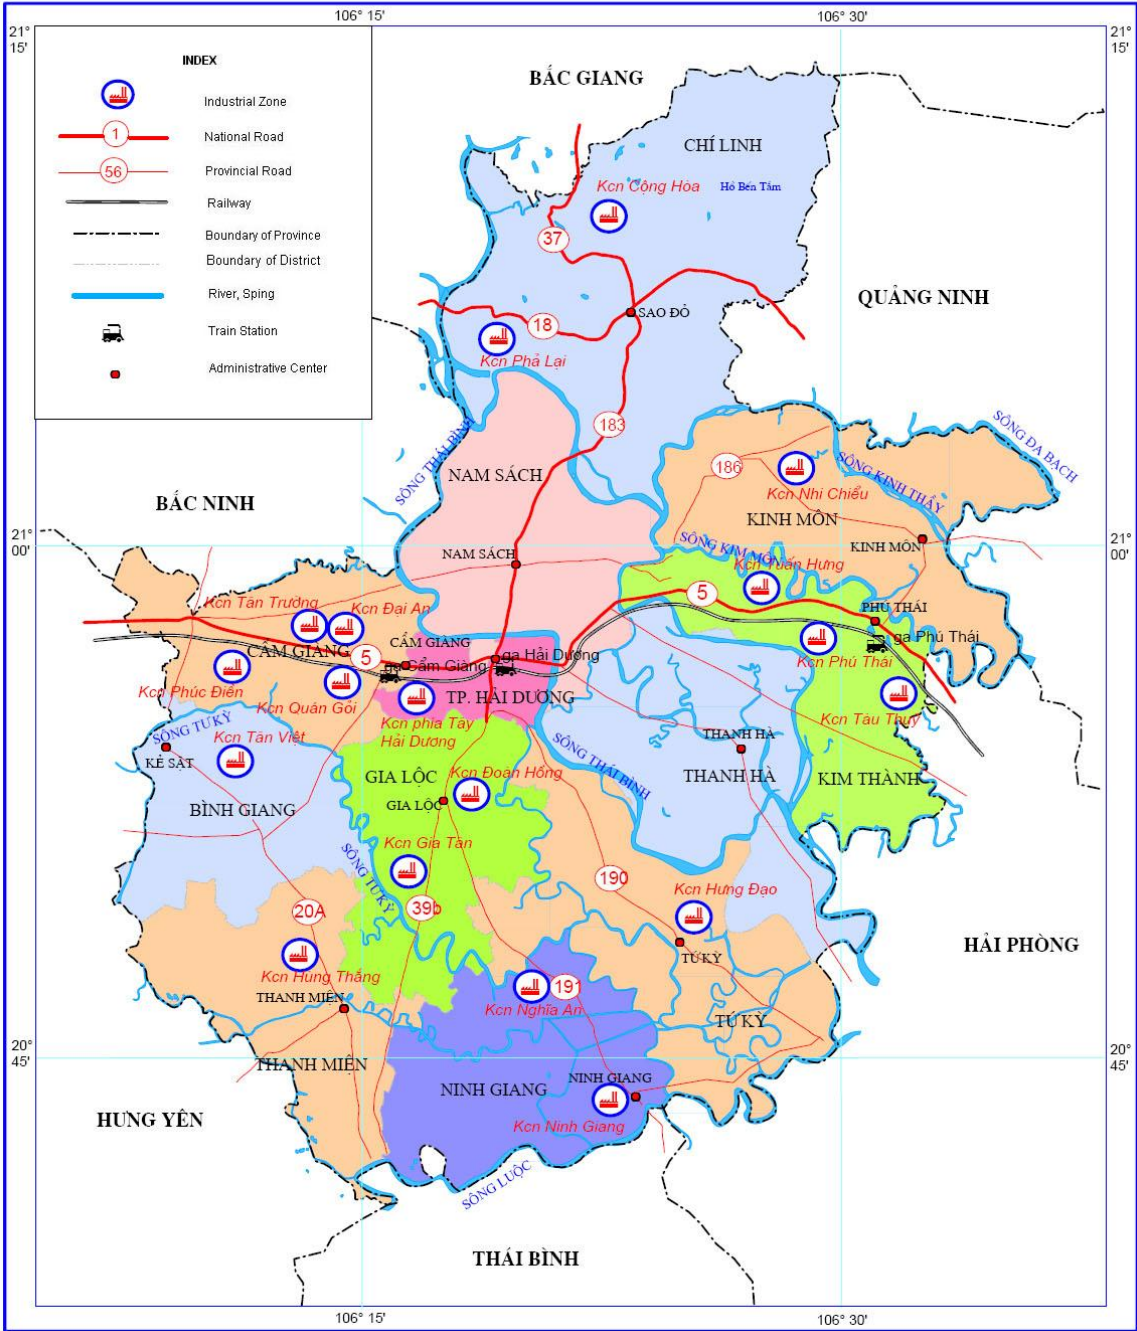 106° 15'
106° 30'
21°
15'
21°
15'
INDEX
Industrial Zone
1
National Road
56
Provincial Road
Railway
Boundary of Province
Boundary of District
River, Sping
Train Station
Administrative Center
BẮC GIANG
CHÍ LINH
Kcn Cộng Hòa
Hồ Bến Tắm
37
QUẢNG NINH
SAO ĐỎ
18
Kcn Phả Lại
183
SÔNG THÁI BÌNH
SÔNG ĐÁ BẠCH
186
NAM SÁCH
Kcn Nhi Chiểu
SÔNG KINH THẦY
BẮC NINH
KINH MÔN
21°
00'
21°
00'
SÔNG KIM MÔN
KINH MÔN
NAM SÁCH
Kcn Tuấn Hưng
5
Kcn Tân Trường
Kcn Đại An
PHÚ THÁI
CẨM GIÀNG
CẨM GIÀNG
5
ga Cẩm Giàng
ga Hải Dương
ga Phú Thái
Kcn Phú Thái
Kcn Phúc Điền
Kcn Quán Gỏi
TP. HẢI DƯƠNG
Kcn phía Tây
Hải Dương
Kcn Tàu Thuỷ
SÔNG TỨ KỲ
Kcn Tân Việt
KẺ SẶT
THANH HÀ
SÔNG THÁI BÌNH
GIA LỘC
Kcn Đoàn Hồng
THANH HÀ
KIM THÀNH
BÌNH GIANG
GIA LỘC
Kcn Gia Tân
SÔNG TỨ KỲ
190
Kcn Hưng Đạo
20A
39b
HẢI PHÒNG
TỨ KỲ
Kcn Hùng Thắng
THANH MIỆN
191
Kcn Nghĩa An
TỨ KỲ
20°
45'
20°
45'
THANH MIỆN
NINH GIANG
NINH GIANG
HƯNG YÊN
Kcn Ninh Giang
SÔNG LUỘC
THÁI BÌNH
106° 15'
106° 30'